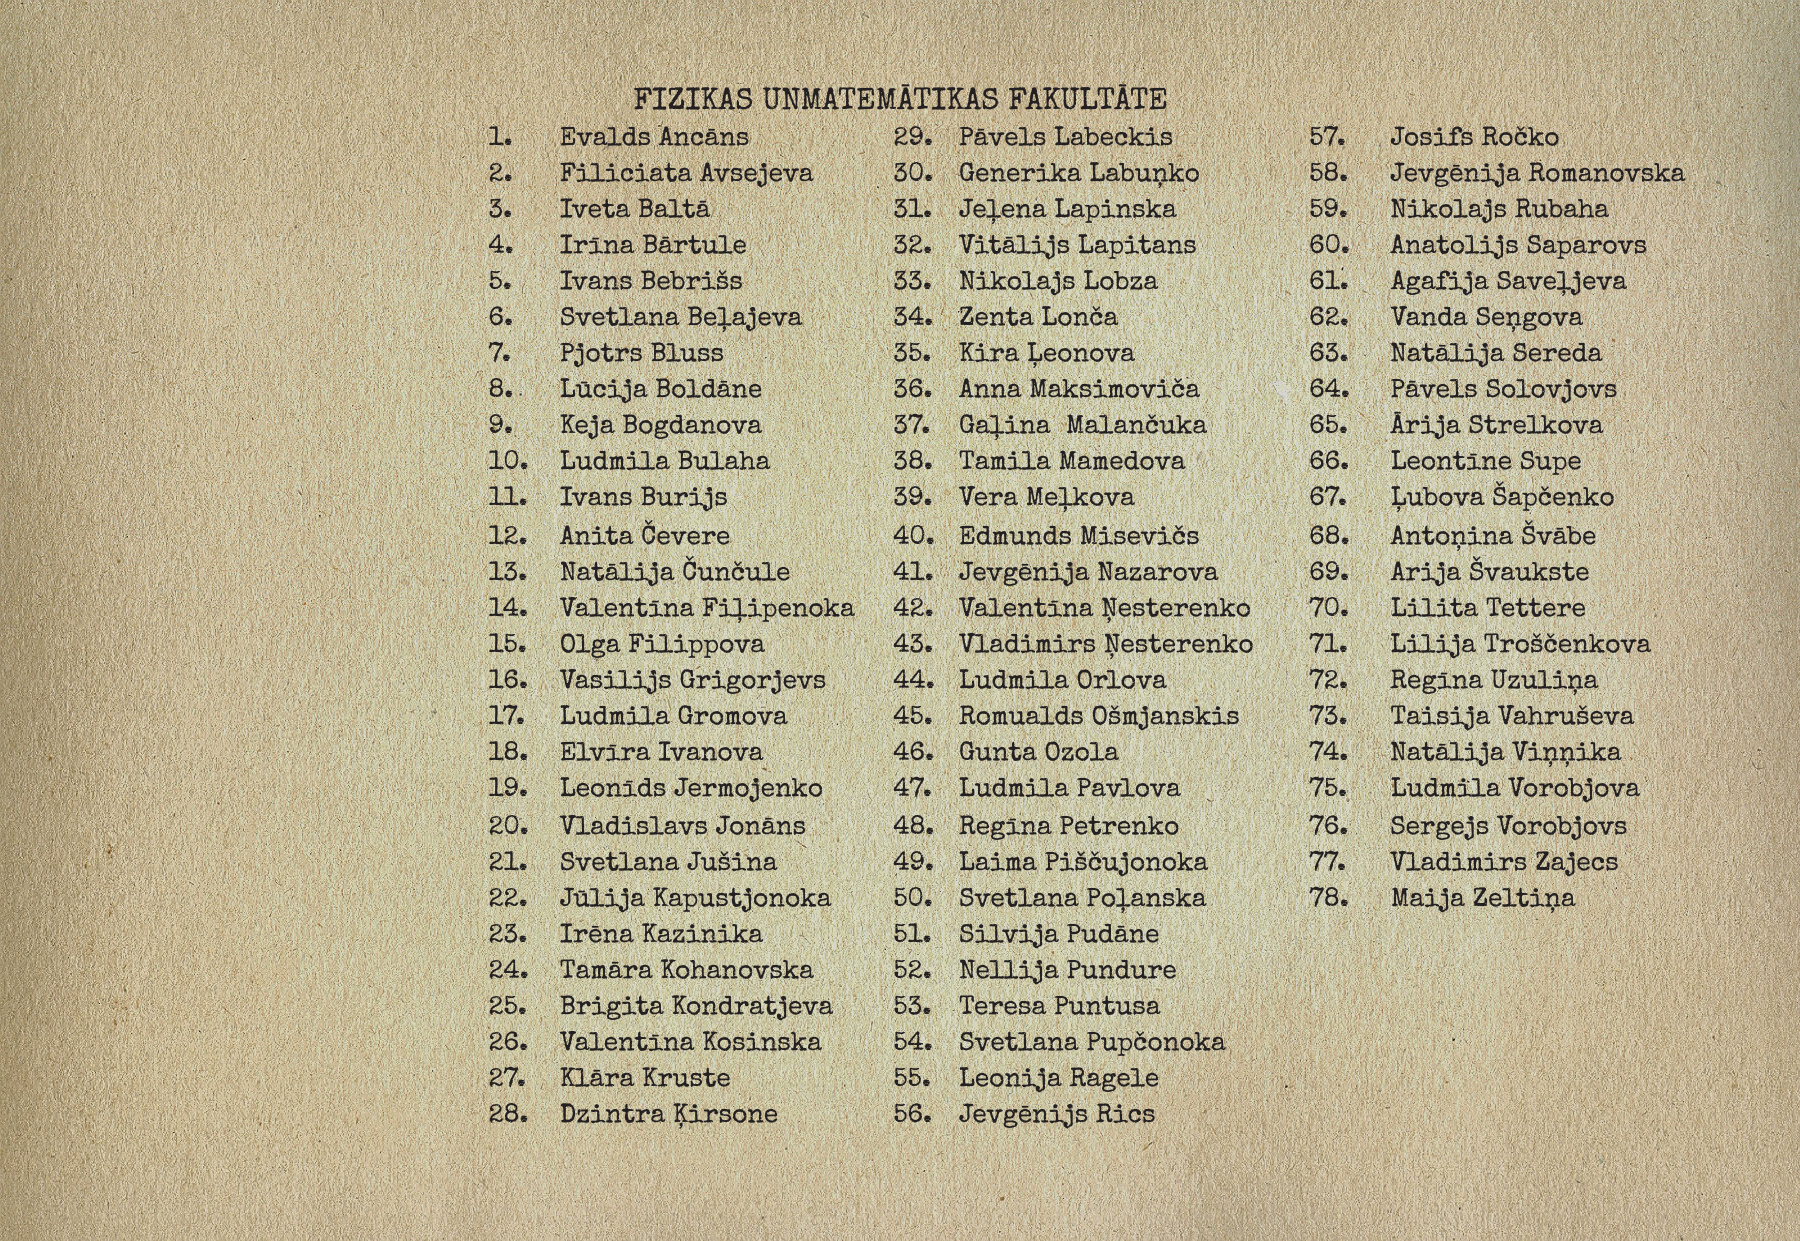 FIZIKAS UNMATEMĀTIKAS FAKULTĀTE
1. Evalds Ancāns
2. Filiciata Avsejeva
3. Iveta Baltā
4. Irīna Bārtule
5. Ivans Bebrišs
6. Svetlana Beļajeva
7. Pjotrs Bluss
8. Lūcija Boldāne
9. Keja Bogdanova
10. Ludmila Bulaha
11. Ivans Burijs
12. Anita Čevere
13. Natālija Čunčule
14. Valentīna Fiļipenoka
15. Olga Filippova
16. Vasilijs Grigorjevs
17. Ludmila Gromova
18. Elvīra Ivanova
19. Leonīds Jermojenko
20. Vladislavs Jonāns
21. Svetlana Jušina
22. Jūlija Kapustjonoka
23. Irēna Kazinika
24. Tamāra Kohanovska
25. Brigita Kondratjeva
26. Valentīna Kosinska
27. Klāra Kruste
28. Dzintra Ķirsone
29. Pāvels Labeckis
30. Generika Labuņko
31. Jeļena Lapinska
32. Vitālijs Lapitans
33. Nikolajs Lobza
34. Zenta Lonča
35. Kira Ļeonova
36. Anna Maksimoviča
37. Gaļina Malančuka
38. Tamila Mamedova
39. Vera Meļkova
40. Edmunds Misevičs
41. Jevgēnija Nazarova
42. Valentīna Ņesterenko
43. Vladimirs Ņesterenko
44. Ludmila Orlova
45. Romualds Ošmjanskis
46. Gunta Ozola
47. Ludmila Pavlova
48. Regīna Petrenko
49. Laima Piščujonoka
50. Svetlana Poļanska
51. Silvija Pudāne
52. Nellija Pundure
53. Teresa Puntusa
54. Svetlana Pupčonoka
55. Leonija Ragele
56. Jevgēnijs Rics
57. Josifs Ročko
58. Jevgēnija Romanovska
59. Nikolajs Rubaha
60. Anatolijs Saparovs
61. Agafija Saveļjeva
62. Vanda Seņgova
63. Natālija Sereda
64. Pāvels Solovjovs
65. Ārija Strelkova
66. Leontīne Supe
67. Ļubova Šapčenko
68. Antoņina Švābe
69. Arija Švaukste
70. Lilita Tettere
71. Lilija Troščenkova
72. Regīna Uzuliņa
73. Taisija Vahruševa
74. Natālija Viņņika
75. Ludmila Vorobjova
76. Sergejs Vorobjovs
77. Vladimirs Zajecs
78. Maija Zeltiņa